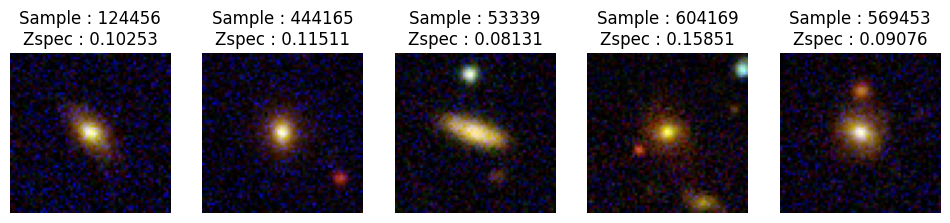 Sample : 124456
Zspec : 0.10253
Sample : 444165
Zspec : 0.11511
Sample : 53339
Zspec : 0.08131
Sample : 604169
Zspec : 0.15851
Sample : 569453
Zspec : 0.09076